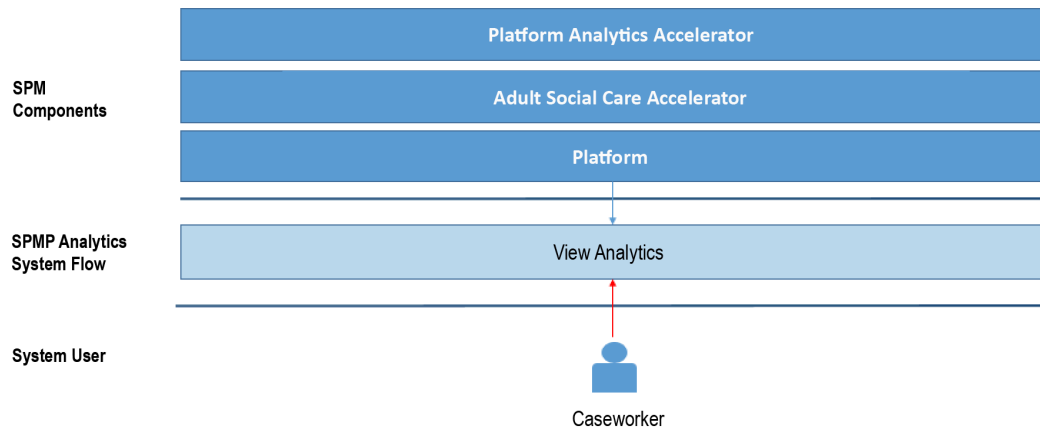 Platform Analytics Accelerator
SPM
Components
Adult Social Care Accelerator
Platform
SPMP Analytics
System Flow
View Analytics
System User
Caseworker